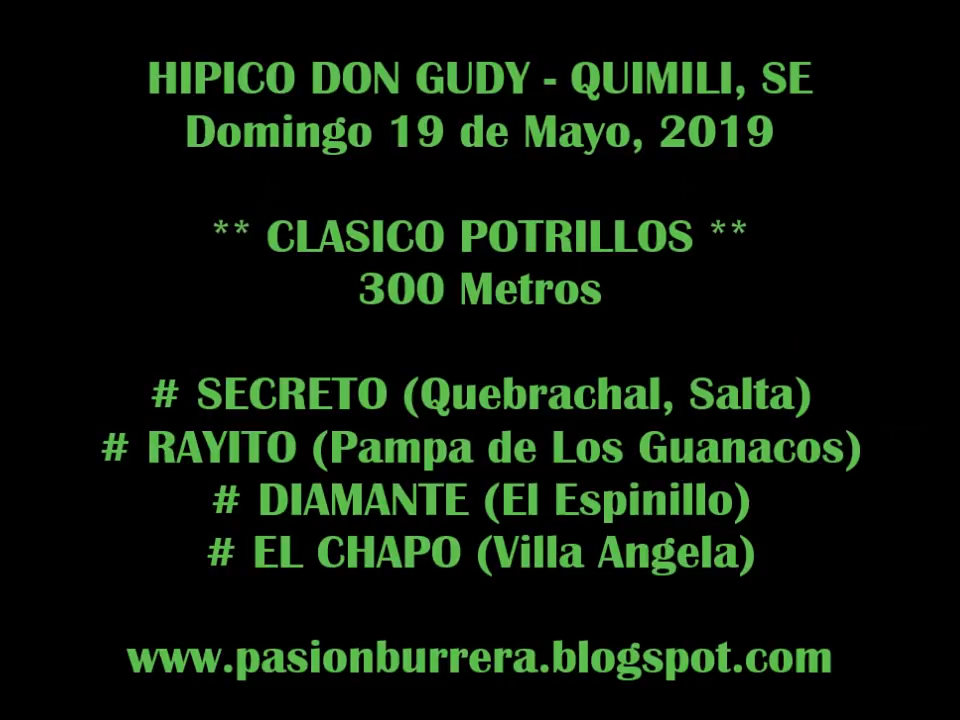 HIPICO DON GUDY - QUIMILI, SE
Domingo 19 de Mayo, 2019
** CLASICO POTRILLOS **
300 Metros
# SECRETO (Quebrachal, Salta)
# RAYITO (Pampa de Los Guanacos)
# DIAMANTE (El Espinillo)
# EL CHAPO (Villa Angela)
www.pasionburrera.blogspot.com